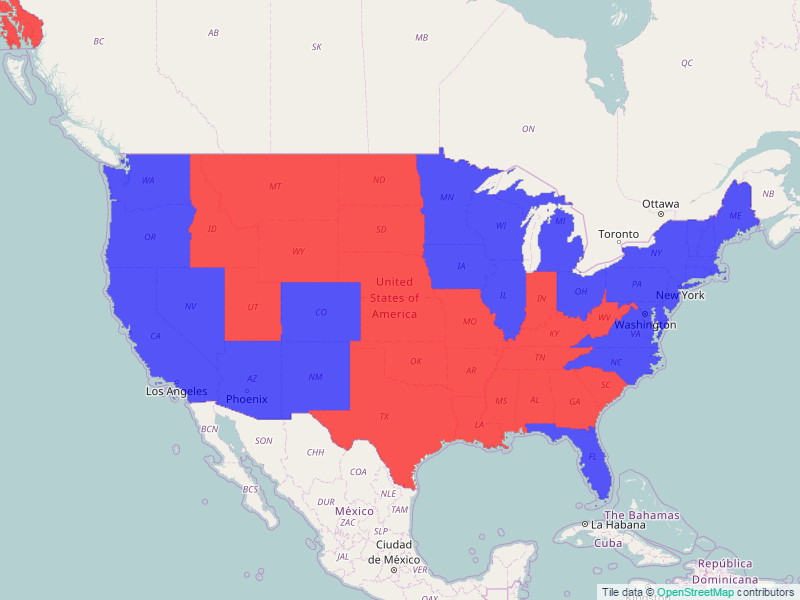 BC
AB
SK
MB
QC
ON
NB
Ottawa
Toronto
WA
MT
ND
MN
ME
OR
ID
SD
WI
MI
NY
WY
IA
PA
NV
UT
CO
United
States of
America
IL
IN
OH
New York
CA
MO
KY
WV
VA
Washington
AZ
NM
OK
AR
TN
NC
SC
Los Angeles
Phoenix
TX
LA
MS
AL
GA
FL
BCN
SON
CHH
COA
BCS
NLE
DUR
México
TAM
ZAC
SLP
JAL
Ciudad
de México
VER
OAX
The Bahamas
La Habana
Cuba
República
Dominicana
Tile data © OpenStreetMap contributors